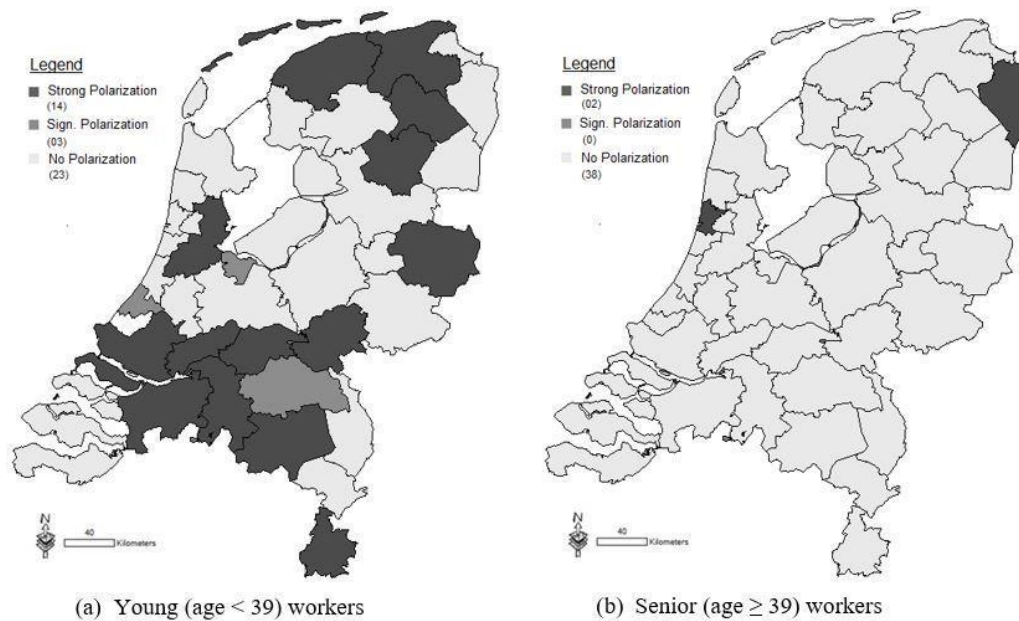 Legend
Strong Polarization
(14)
Sign. Polarization
(03)
No Polarization
(23)
N
40
Kilometers
(a) Young (age < 39) workers
Legend
Strong Polarization
(02)
Sign. Polarization
(0)
No Polarization
(38)
N
40
Kilometers
(b) Senior (age ≥ 39) workers